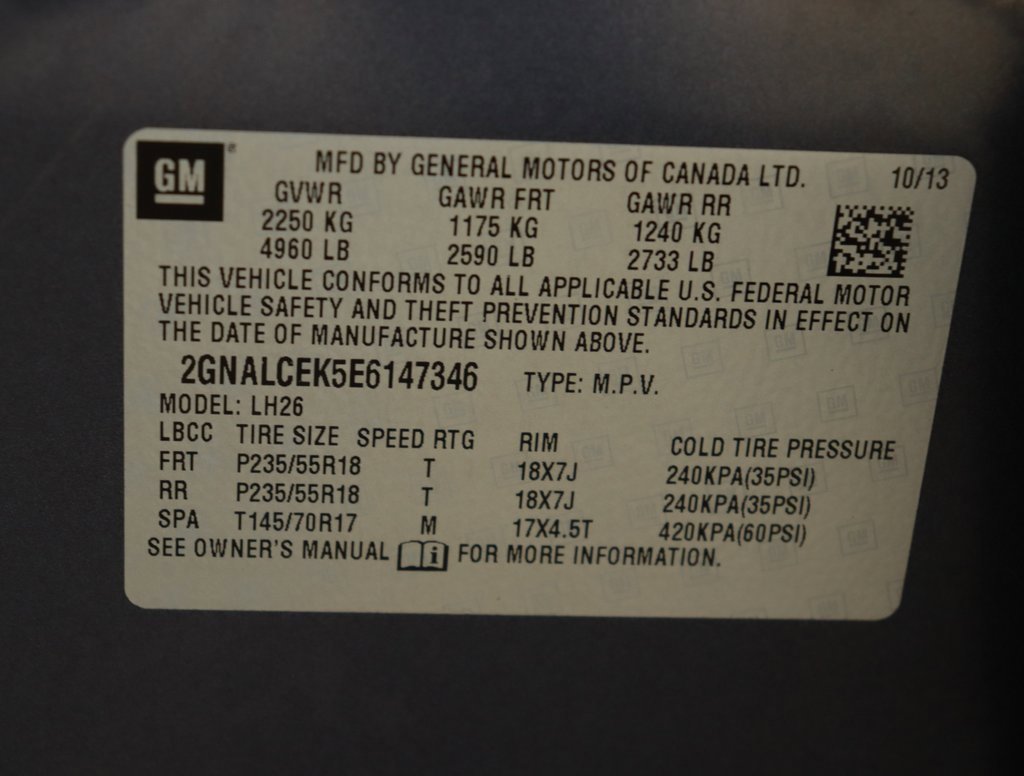 GM
MFD BY GENERAL MOTORS OF CANADA LTD. 10/13
GVWR GAWR FRT GAWR RR
2250 KG 1175 KG 1240 KG
4960 LB 2590 LB 2733 LB
THIS VEHICLE CONFORMS TO ALL APPLICABLE U.S. FEDERAL MOTOR
VEHICLE SAFETY AND THEFT PREVENTION STANDARDS IN EFFECT ON
THE DATE OF MANUFACTURE SHOWN ABOVE.
2GNALCEK5E6147346 TYPE: M.P.V.
MODEL: LH26
LBCC TIRE SIZE SPEED RTG RIM COLD TIRE PRESSURE
FRT P235/55R18 T 18X7J 240KPA(35PSI)
RR P235/55R18 T 18X7J 240KPA(35PSI)
SPA T145/70R17 M 17X4.5T 420KPA(60PSI)
SEE OWNER'S MANUAL i FOR MORE INFORMATION.